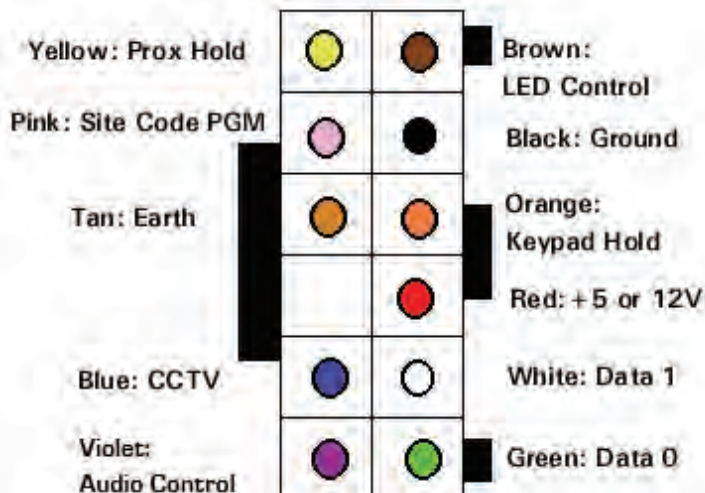 Yellow: Prox Hold
Brown:
LED Control
Pink: Site Code PGM
Black: Ground
Tan: Earth
Orange:
Keypad Hold
Red: +5 or 12V
Blue: CCTV
White: Data 1
Violet:
Audio Control
Green: Data 0